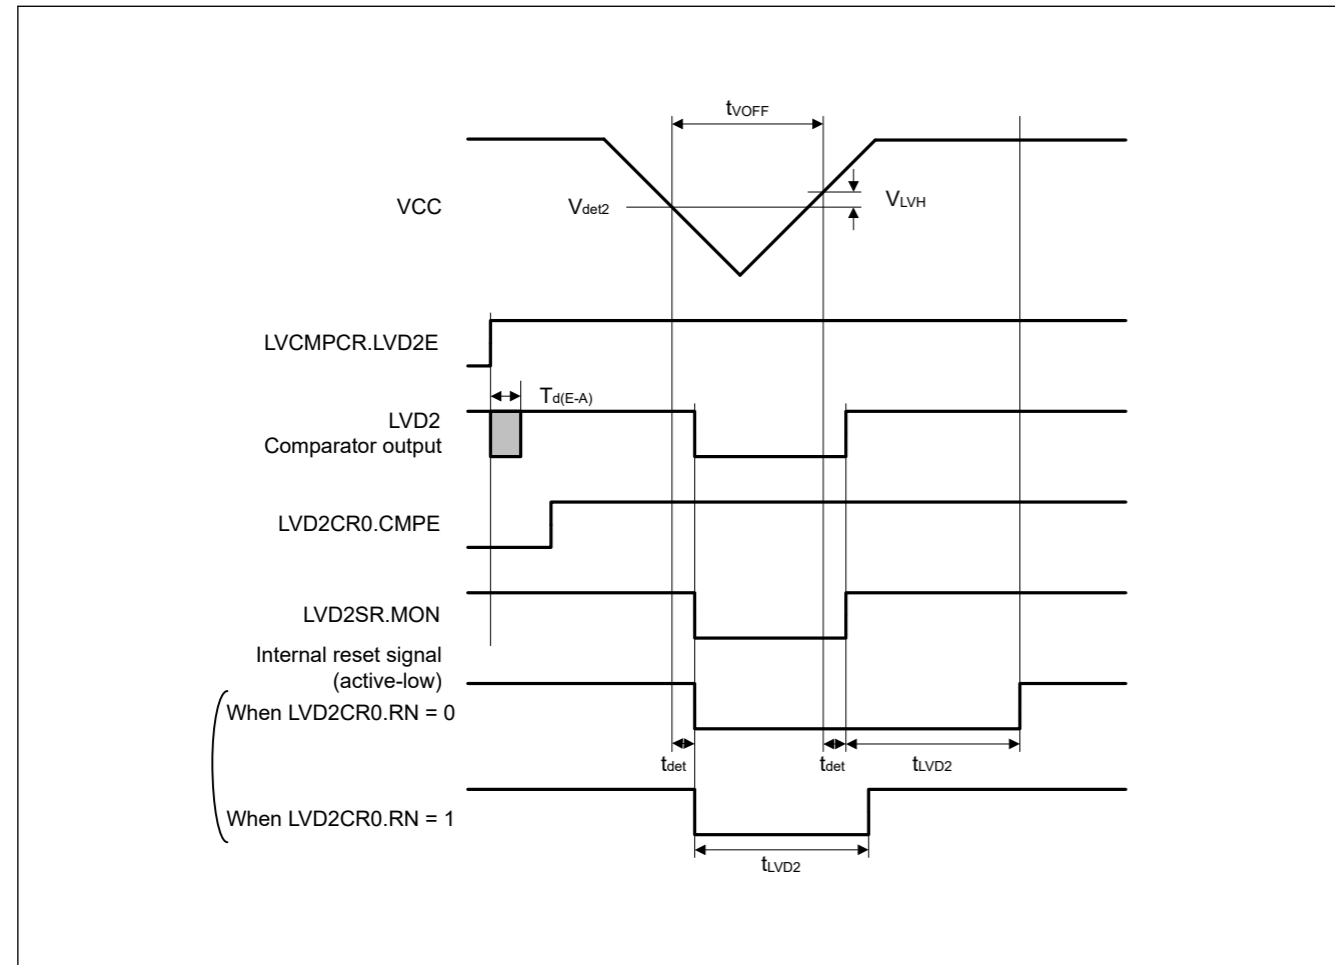 tVOFF
VCC
Vdet2
VLVH
LVCMPCR.LVD2E
Td(E-A)
LVD2
Comparator output
LVD2CR0.CMPE
LVD2SR.MON
Internal reset signal
(active-low)
When LVD2CR0.RN = 0
tdet
tdet
tLVD2
When LVD2CR0.RN = 1
tLVD2